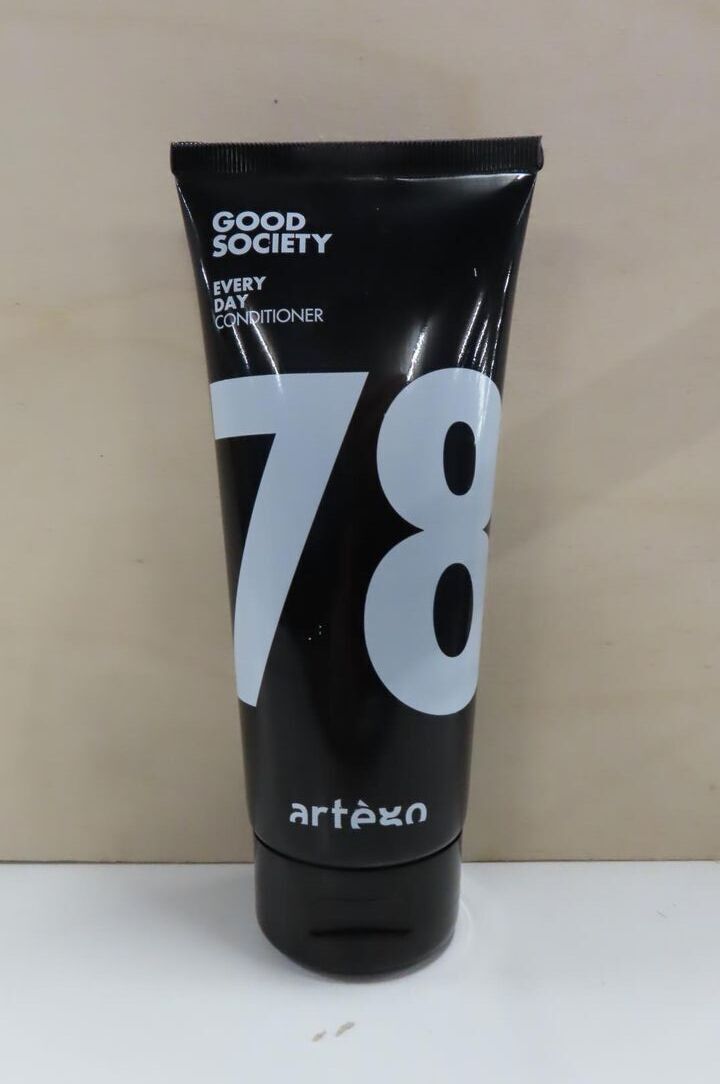 GOOD
SOCIETY
EVERY
DAY
CONDITIONER
78
artègo